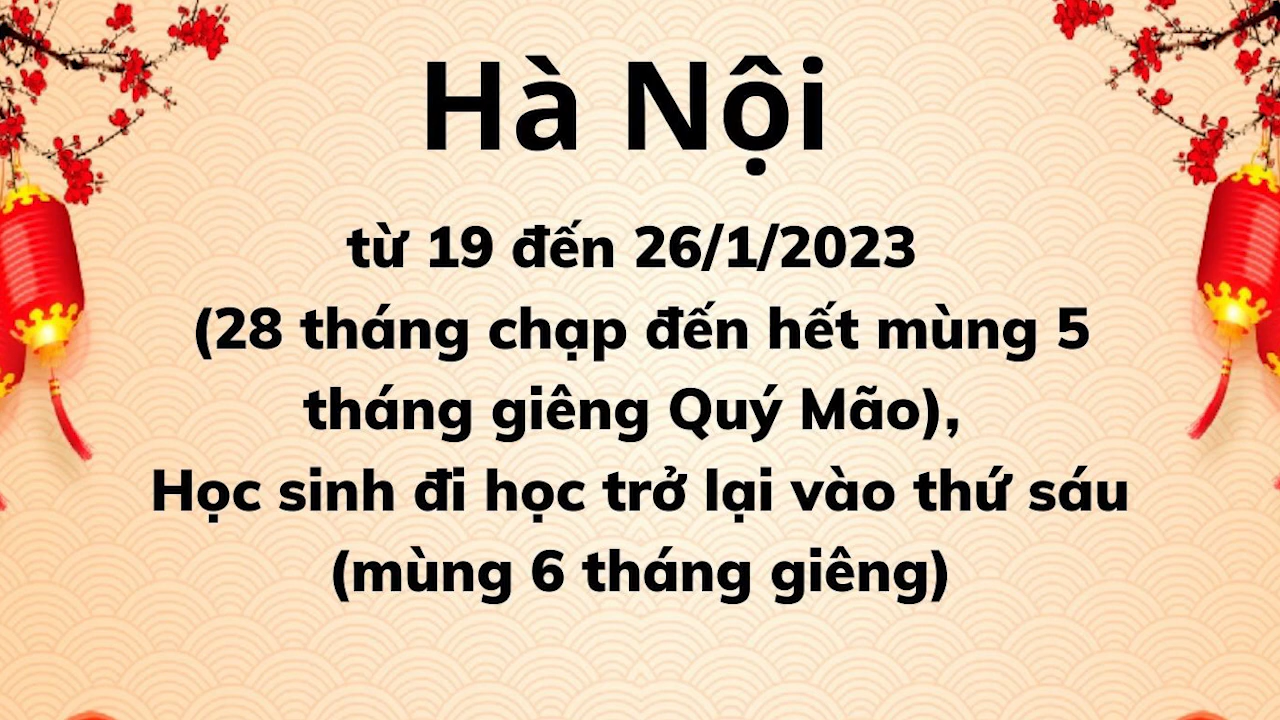 Hà Nội
từ 19 đến 26/1/2023
(28 tháng chạp đến hết mùng 5
tháng giêng Quý Mão),
Học sinh đi học trở lại vào thứ sáu
(mùng 6 tháng giêng)